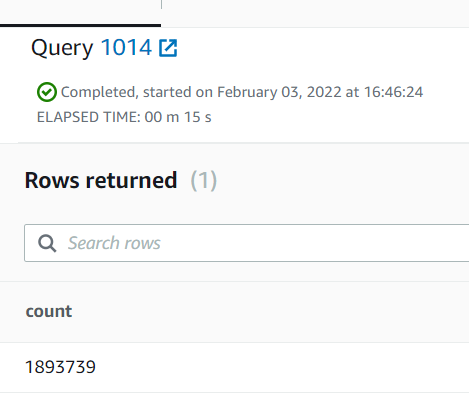 Query 1014
Completed, started on February 03, 2022 at 16:46:24
ELAPSED TIME: 00 m 15 s
Rows returned (1)
Search rows
count
1893739